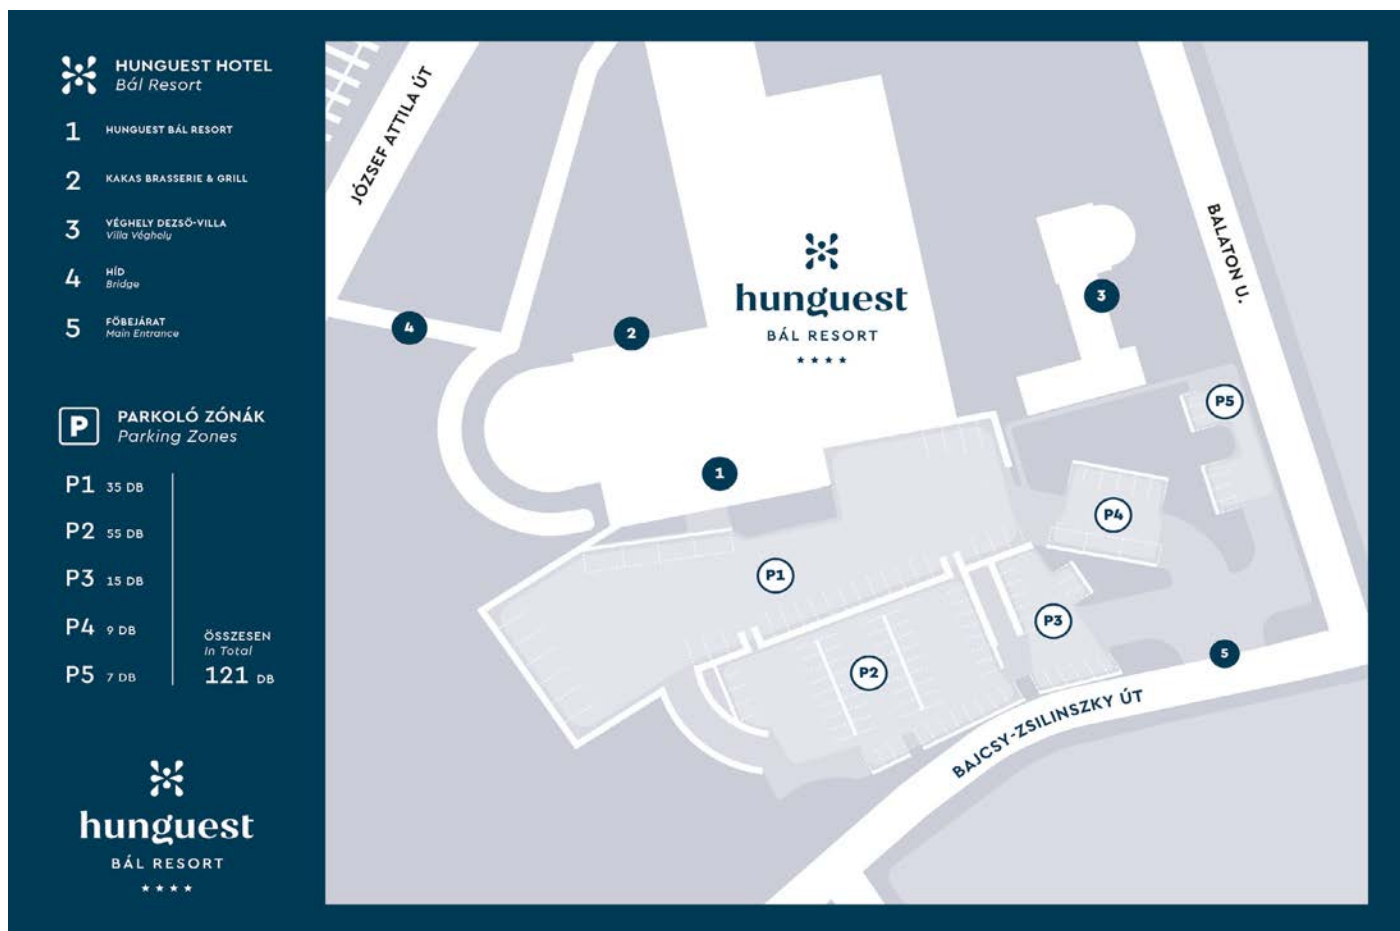 HUNGUEST HOTEL
Bál Resort
1 HUNGUEST BÁL RESORT
2 KAKAS BRASSERIE & GRILL
3 VÉGHELY DEZSŐ-VILLA
Villa Véghely
4 HÍD
Bridge
5 FŐBEJÁRAT
Main Entrance
P PARKOLÓ ZÓNÁK
Parking Zones
P1 35 DB
P2 55 DB
P3 15 DB
P4 9 DB
P5 7 DB
ÖSSZESEN
In Total
121 DB
hunguest
BÁL RESORT
JÓZSEF ATTILA ÚT
BALATON U.
hunguest
BÁL RESORT
3
4
2
P5
1
P4
P1
P3
5
P2
BAJCSY-ZSILINSZKY ÚT